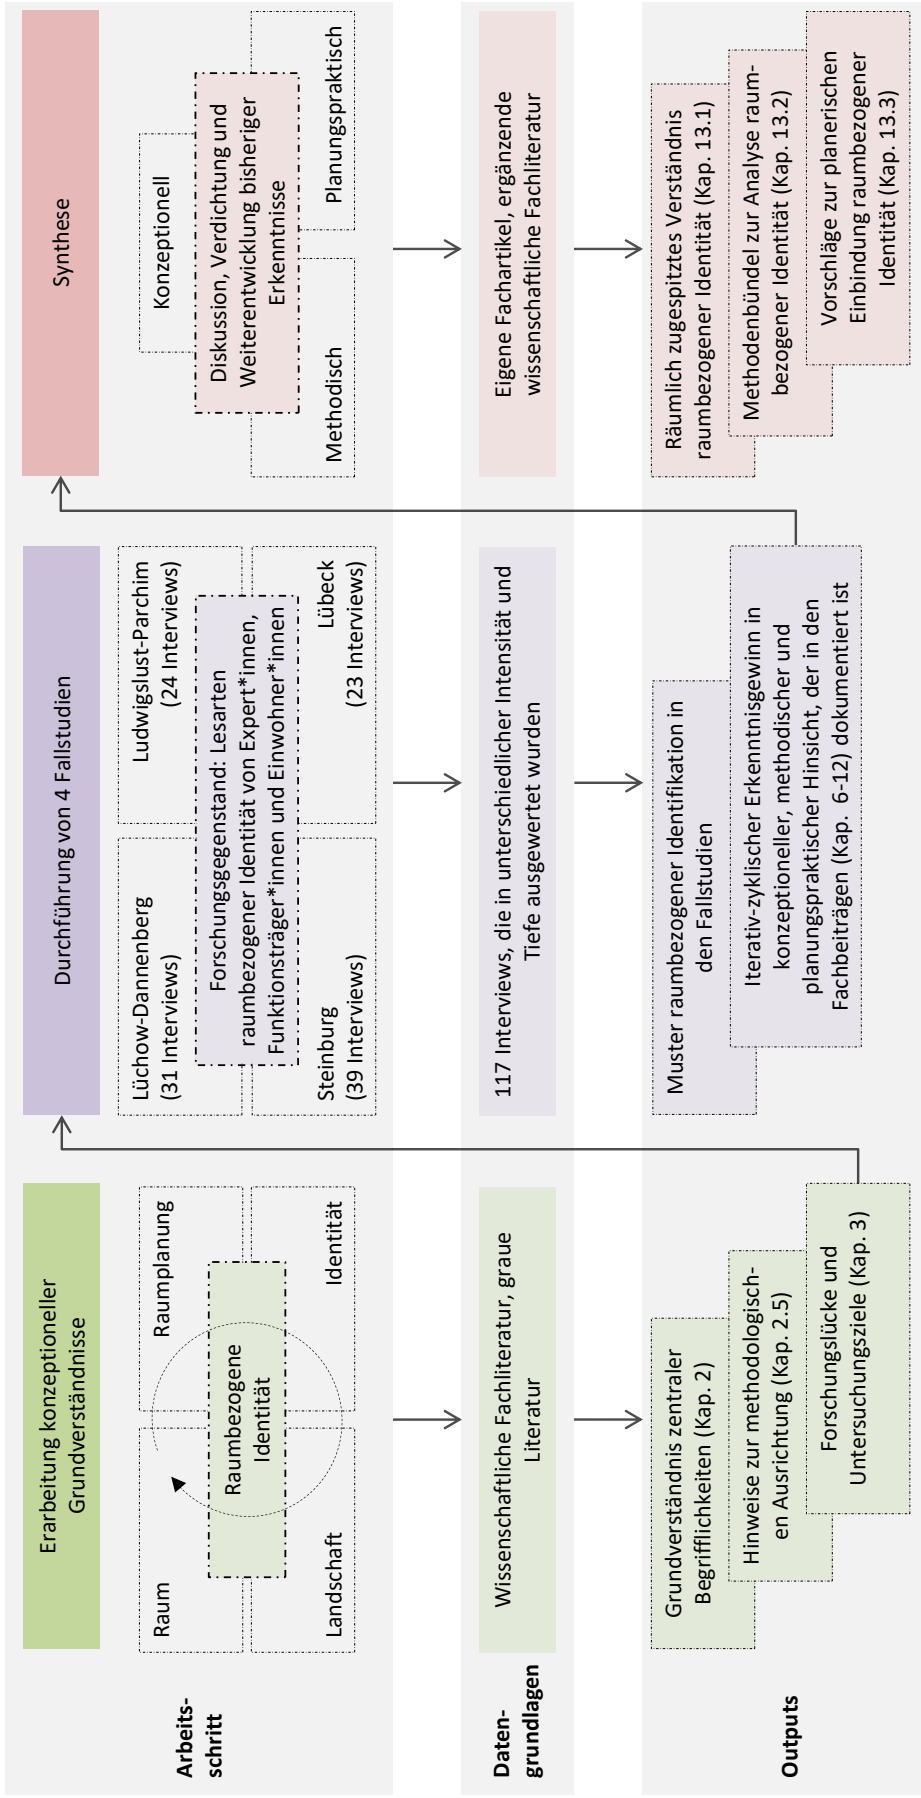 Erarbeitung konzeptioneller
Grundverständnisse
Durchführung von 4 Fallstudien
Synthese
Arbeits-
schritt
Raum
Raumplanung
Raumbezogene
Identität
Landschaft
Identität
Lüchow-Dannenberg
(31 Interviews)
Ludwigslust-Parchim
(24 Interviews)
Forschungsgegenstand: Lesarten
raumbezogener Identität von Expert*innen,
Funktionsträger*innen und Einwohner*innen
Steinburg
(39 Interviews)
Lübeck
(23 Interviews)
Konzeptionell
Diskussion, Verdichtung und
Weiterentwicklung bisheriger
Erkenntnisse
Methodisch
Planungspraktisch
Daten-
grundlagen
Wissenschaftliche Fachliteratur, graue
Literatur
117 Interviews, die in unterschiedlicher Intensität und
Tiefe ausgewertet wurden
Eigene Fachartikel, ergänzende
wissenschaftliche Fachliteratur
Outputs
Grundverständnis zentraler
Begrifflichkeiten (Kap. 2)
Hinweise zur methodologisch-
en Ausrichtung (Kap. 2.5)
Forschungslücke und
Untersuchungsziele (Kap. 3)
Muster raumbezogener Identifikation in
den Fallstudien
Iterativ-zyklischer Erkenntnisgewinn in
konzeptioneller, methodischer und
planungspraktischer Hinsicht, der in den
Fachbeiträgen (Kap. 6-12) dokumentiert ist
Räumlich zugespitztes Verständnis
raumbezogener Identität (Kap. 13.1)
Methodenbündel zur Analyse raum-
bezogener Identität (Kap. 13.2)
Vorschläge zur planerischen
Einbindung raumbezogener
Identität (Kap. 13.3)